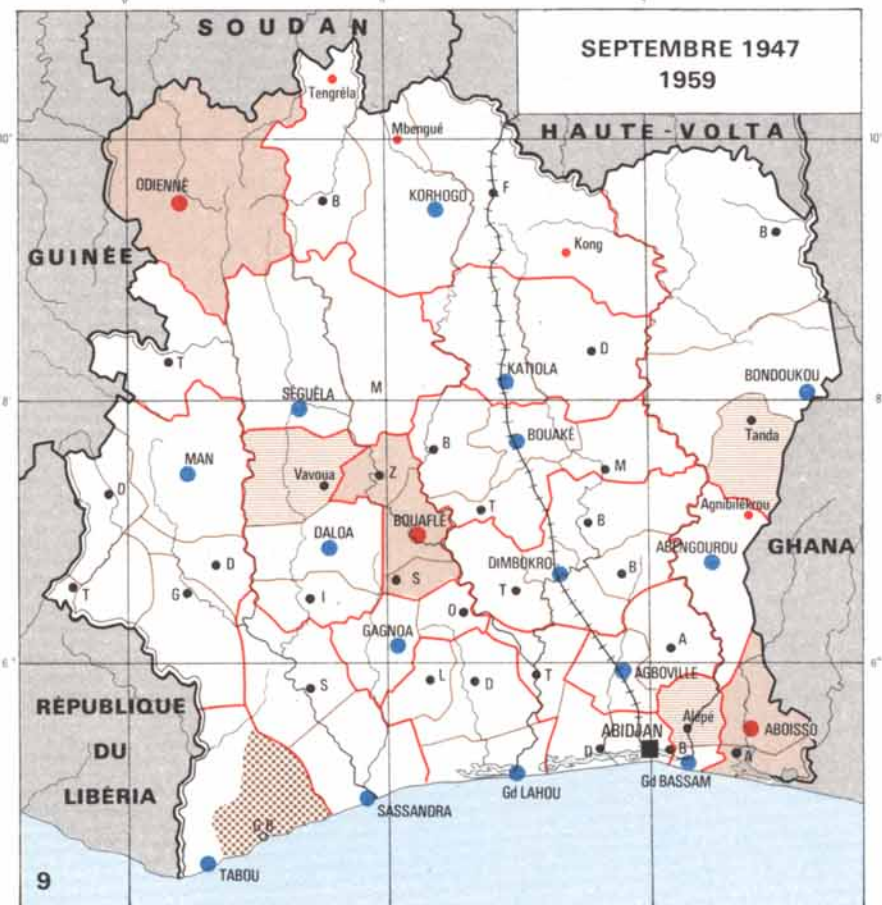 SOUDAN
SEPTEMBRE 1947
1959
Tengréla
10°
Mbengué
HAUTE-VOLTA
10°
ODIENNÉ
B
KORHOGO
F
B
GUINÉE
Kong
T
D
KATIOLA
BONDOUKOU
8°
SÉGUÉLA
M
8°
Tanda
BOUAKÉ
MAN
B
M
Vavoua
Z
D
T
Agnibilékrou
BOUAFLÉ
B
DALOA
ABENGOUROU
GHANA
D
DIMBOKRO
B
T
G
S
T
I
O
GAGNOA
A
6°
AGBOVILLE
6°
S
L
D
T
RÉPUBLIQUE
DU
LIBÉRIA
Alépé
ABOISSO
ABIDJAN
D
B
A
Gd BASSAM
Gd LAHOU
SASSANDRA
G B
TABOU
9